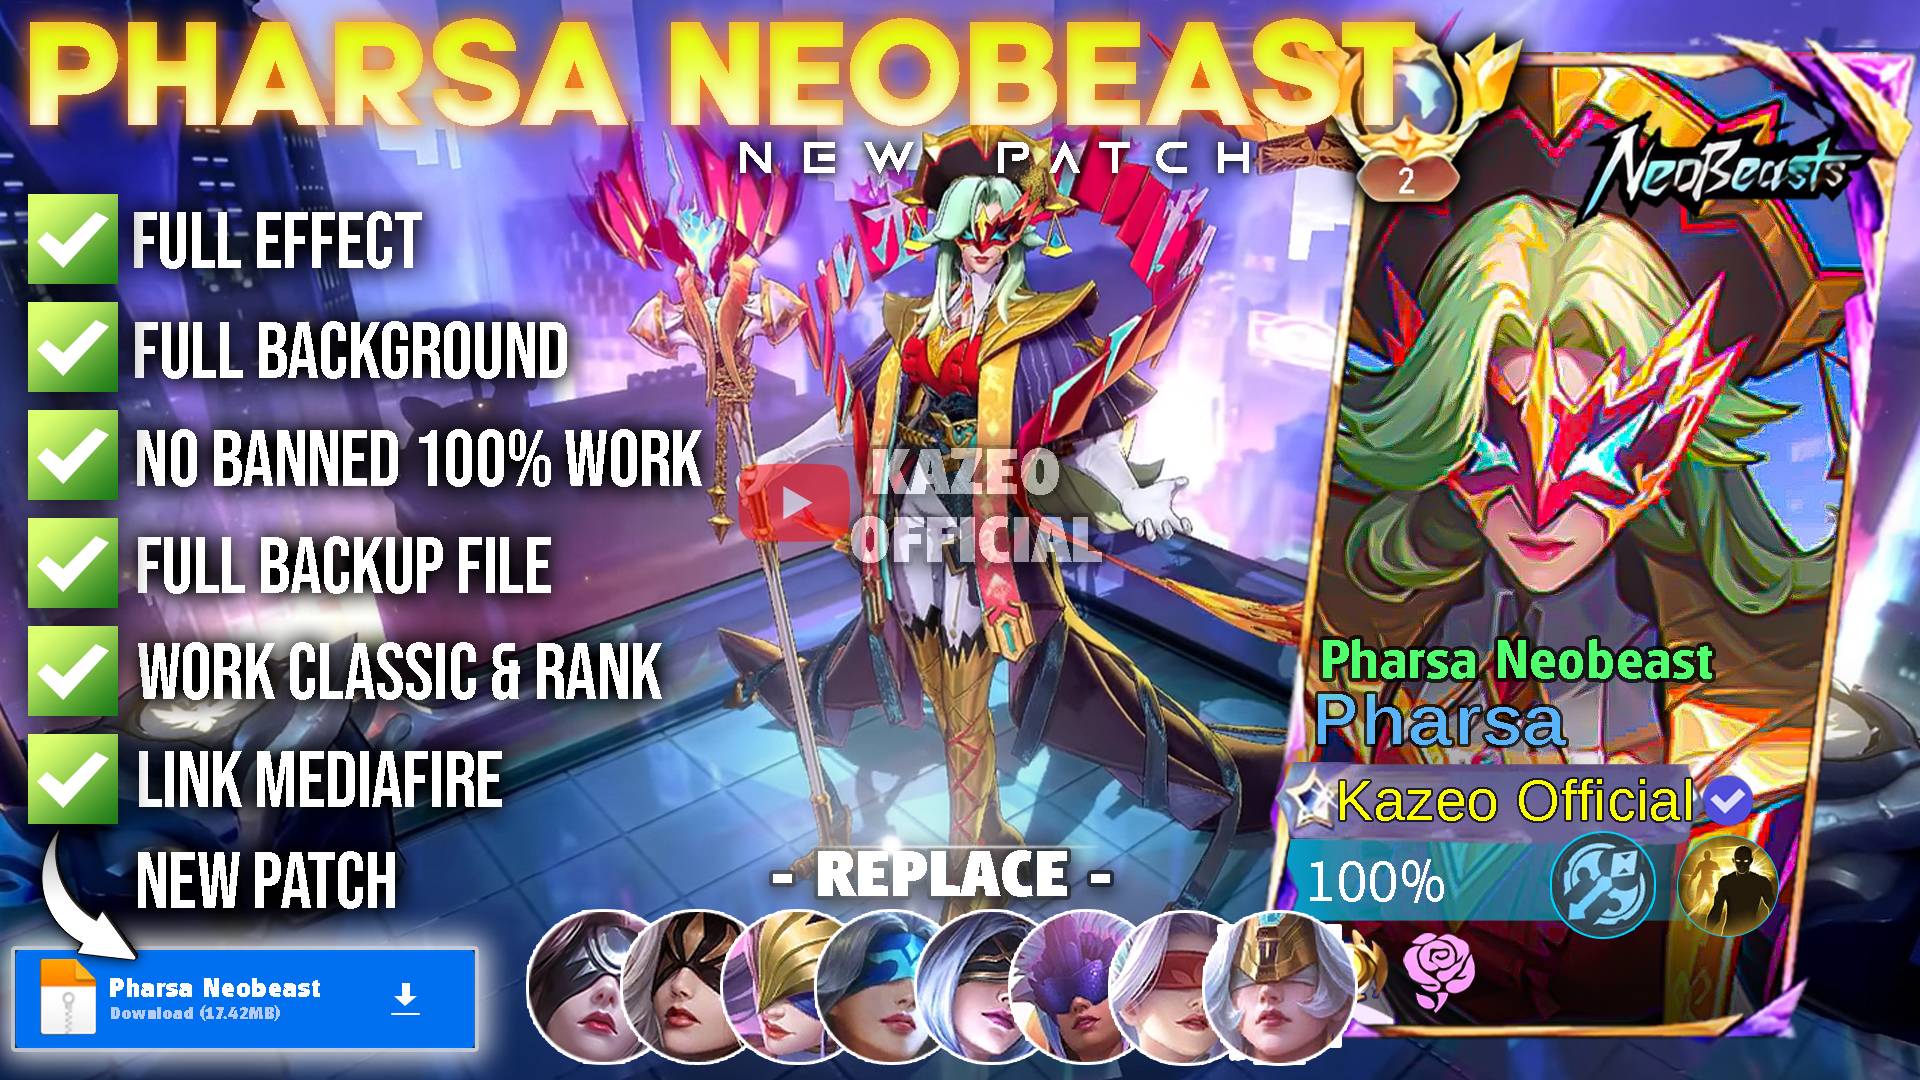 PHARSA NEOBEAST
NEW PATCH
2
NEOBEASTS
FULL EFFECT
FULL BACKGROUND
NO BANNED 100% WORK
FULL BACKUP FILE
WORK CLASSIC & RANK
LINK MEDIAFIRE
NEW PATCH
Pharsa Neobeast
Download (17.42MB)
KAZEO
OFFICIAL
- REPLACE -
Pharsa Neobeast
Pharsa
Kazeo Official
100%